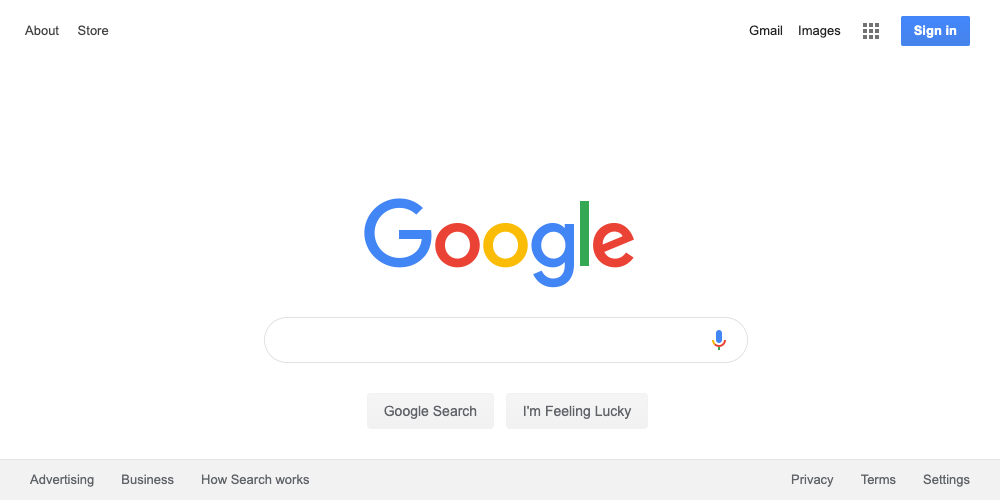 About Store Gmail Images Sign in
Google
Google Search I'm Feeling Lucky
Advertising Business How Search works Privacy Terms Settings